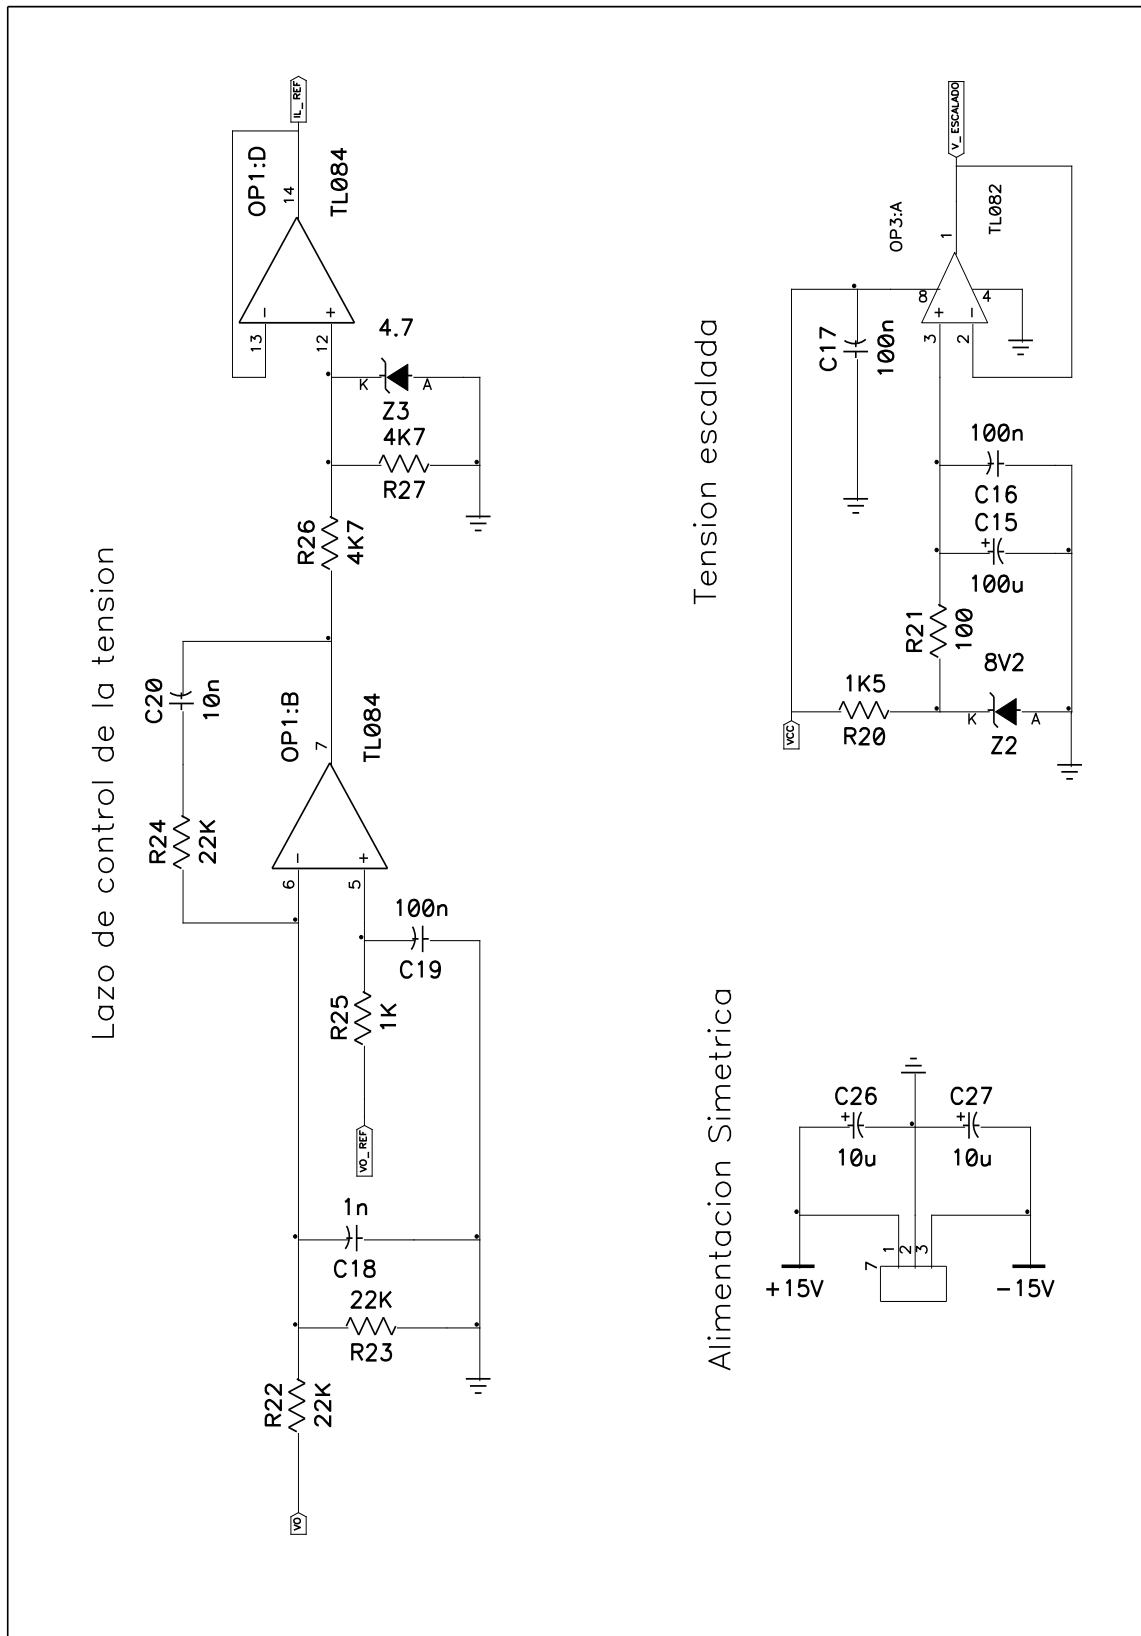 Lazo de control de la tension
VO
R22
22K
22K
R23
1n
C18
VO_REF
R25
1K
100n
C19
6
5
−
+
OP1:B
7
TL084
R24
22K
C20
10n
R26
4K7
4K7
R27
4.7
K
A
Z3
13
12
−
+
OP1:D
14
TL084
IL_REF
Tension escalada
VCC
1K5
R20
8V2
K
A
Z2
R21
100
C15
100u
100n
C16
C17
100n
3
2
+
−
8
4
OP3:A
1
TL082
V_ESCALADO
Alimentacion Simetrica
C26
10u
C27
10u
+15V
-15V
7
1
2
3